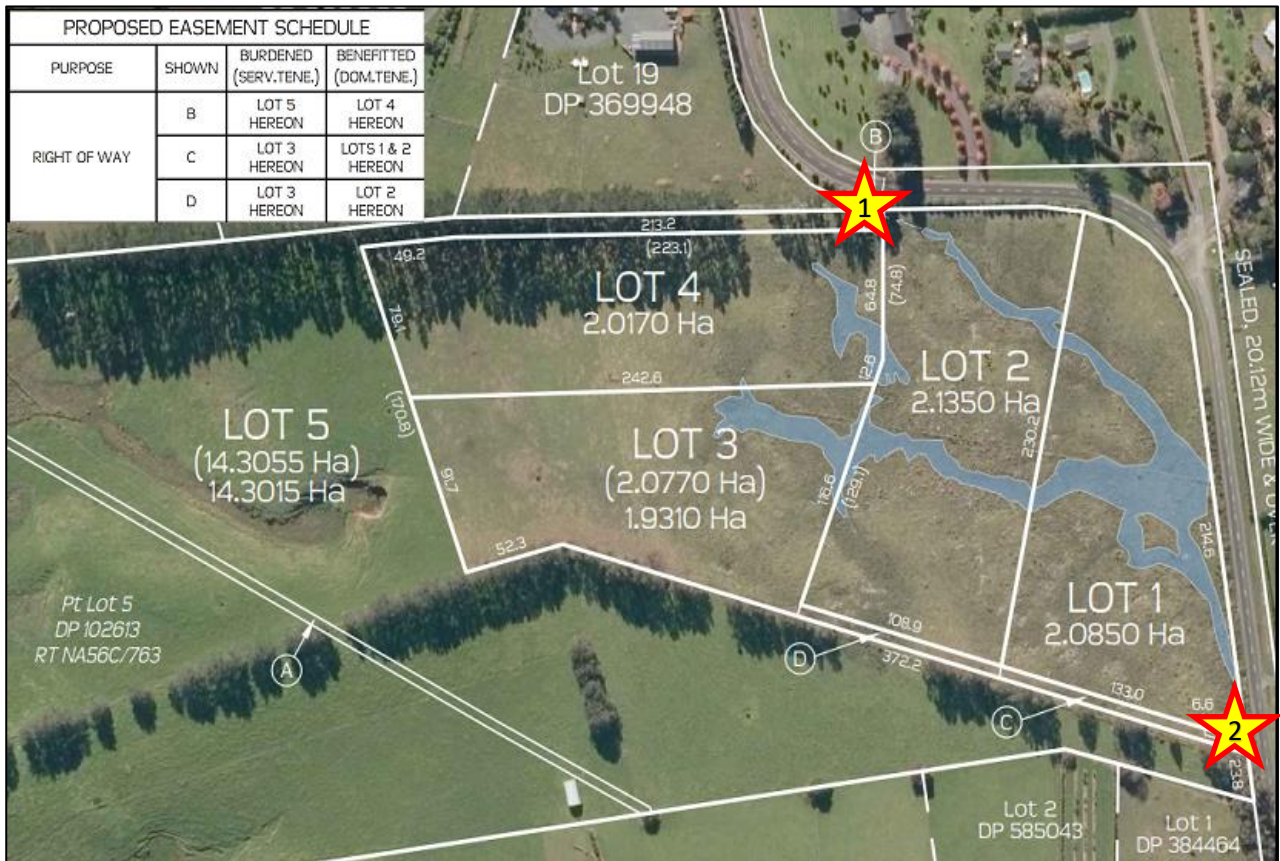 PROPOSED EASEMENT SCHEDULE
PURPOSE
SHOWN
BURDENED
(SERV.TENE.)
BENEFITTED
(DOM.TENE.)
RIGHT OF WAY
B
LOT 5
HEREON
LOT 4
HEREON
C
LOT 3
HEREON
LOTS 1 & 2
HEREON
D
LOT 3
HEREON
LOT 2
HEREON
Lot 19
DP 369948
B
1
213.2
(223.1)
49.2
LOT 4
2.0170 Ha
64.8
(74.8)
79.1
12.6
242.6
(170.8)
LOT 2
2.1350 Ha
230.2
SEALED, 20.12m WIDE &
LOT 5
(14.3055 Ha)
14.3015 Ha
LOT 3
(2.0770 Ha)
1.9310 Ha
91.7
116.6
(129.1)
214.6
52.3
LOT 1
2.0850 Ha
Pt Lot 5
DP 102613
RT NA56C/763
A
108.9
D
372.2
133.0
C
6.6
2
23.8
Lot 2
DP 585043
Lot 1
DP 384464